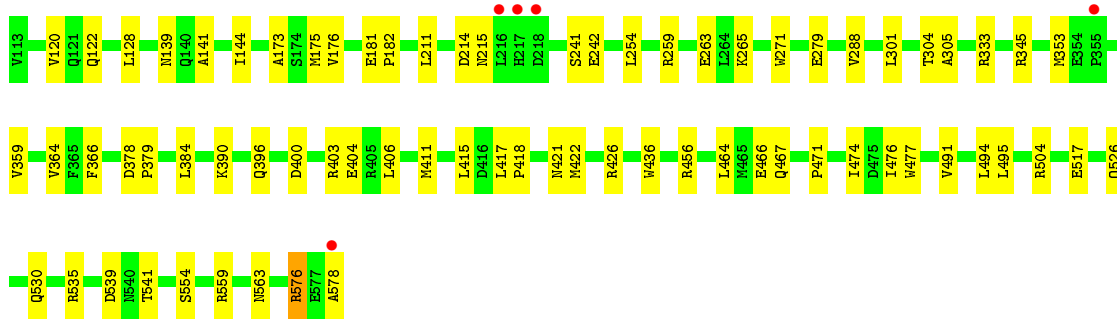 V113 V120 Q121 Q122 L128 N139 Q140 A141 I144 A173 S174 M175 V176 E181 P182 L211 D214 N215 L216 H217 D218 S241 E242 L254 R259 E263 L264 K265 W271 E279 V288 L301 T304 A305 R333 R345 M353 E354 P355
V359 V364 F365 F366 D378 P379 L384 K390 Q396 D400 R403 E404 R405 L406 M411 L415 D416 L417 P418 N421 M422 R426 W436 R456 L464 M465 E466 Q467 P471 I474 D475 I476 W477 V491 L494 L495 R504 E517 Q526
Q530 R535 D539 N540 T541 S554 R559 N563 R576 E577 A578